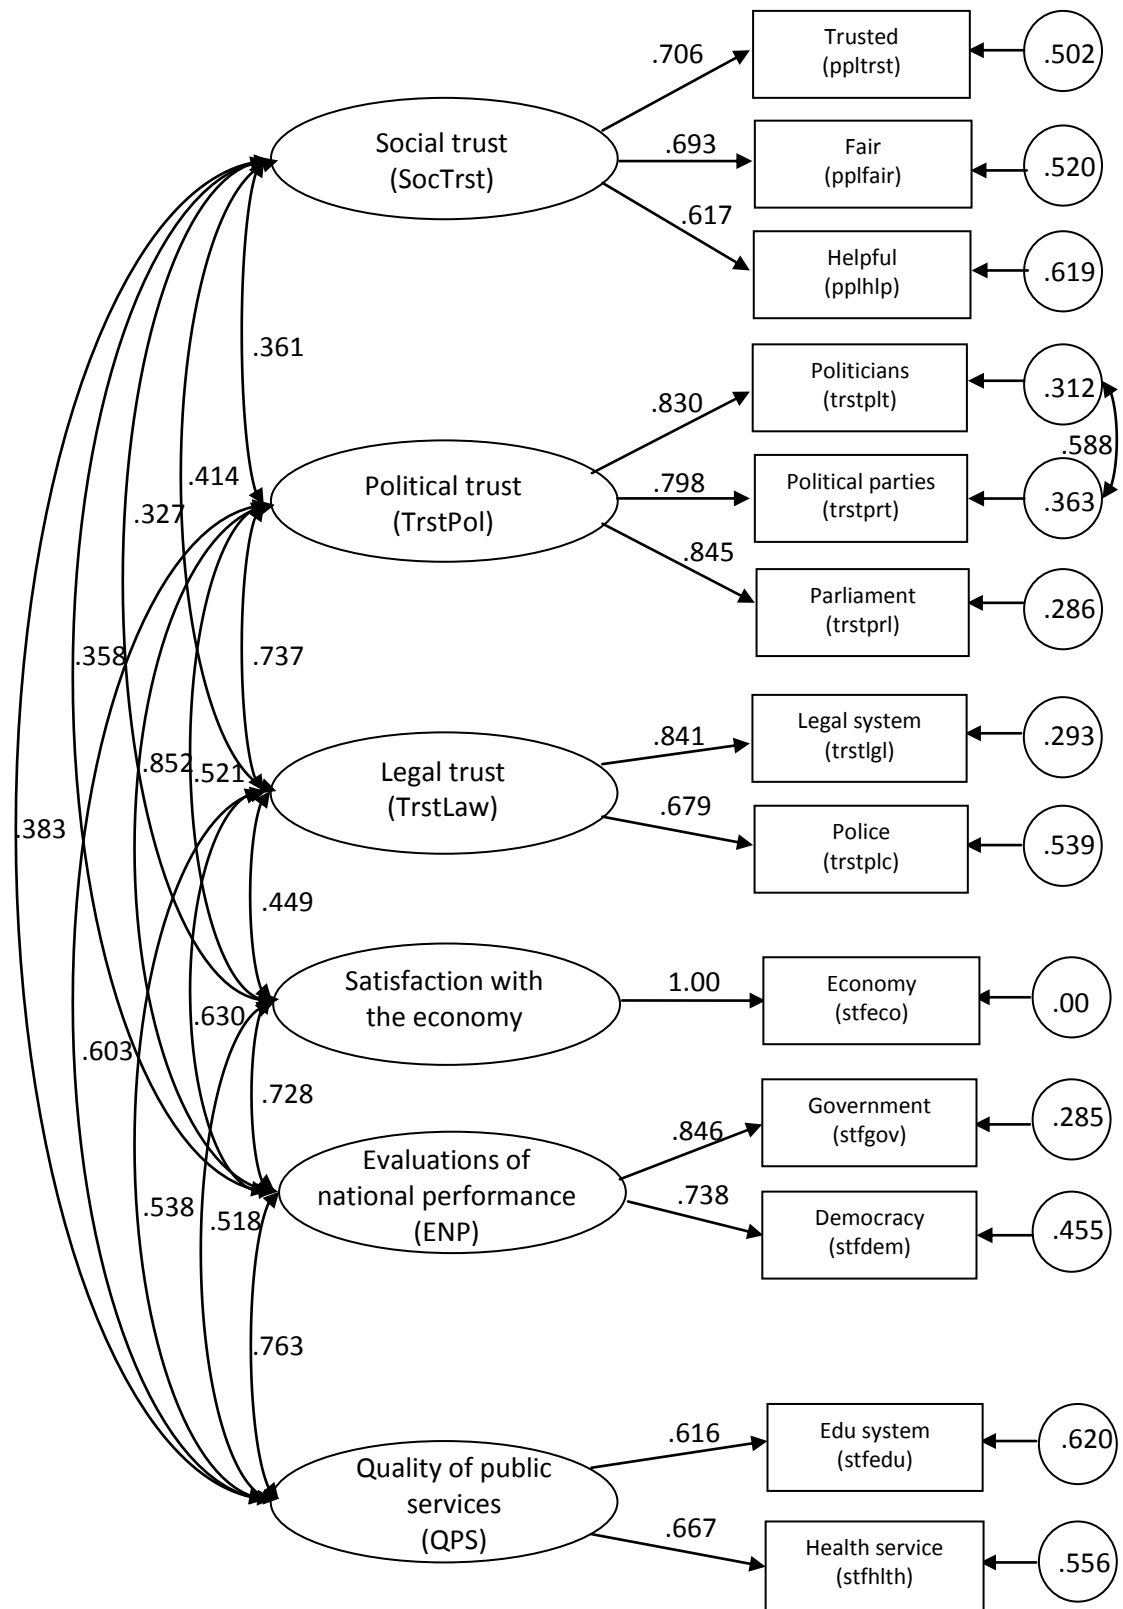 Trusted
(ppltrst)
.502
.706
Social trust
(SocTrst)
.693
Fair
(pplfair)
.520
.617
Helpful
(pplhlp)
.619
.361
Politicians
(trstplt)
.312
.830
.588
.414
.327
Political trust
(TrstPol)
.798
Political parties
(trstprt)
.363
.845
Parliament
(trstprl)
.286
.358
.737
Legal system
(trstlgl)
.293
.841
.852
.521
Legal trust
(TrstLaw)
.679
Police
(trstplc)
.539
.383
.449
Satisfaction with
the economy
1.00
Economy
(stfeco)
.00
.630
.603
.728
Government
(stfgov)
.285
.846
Evaluations of
national performance
(ENP)
.738
Democracy
(stfdem)
.455
.538
.518
.763
.616
Edu system
(stfedu)
.620
Quality of public
services
(QPS)
.667
Health service
(stfhlth)
.556